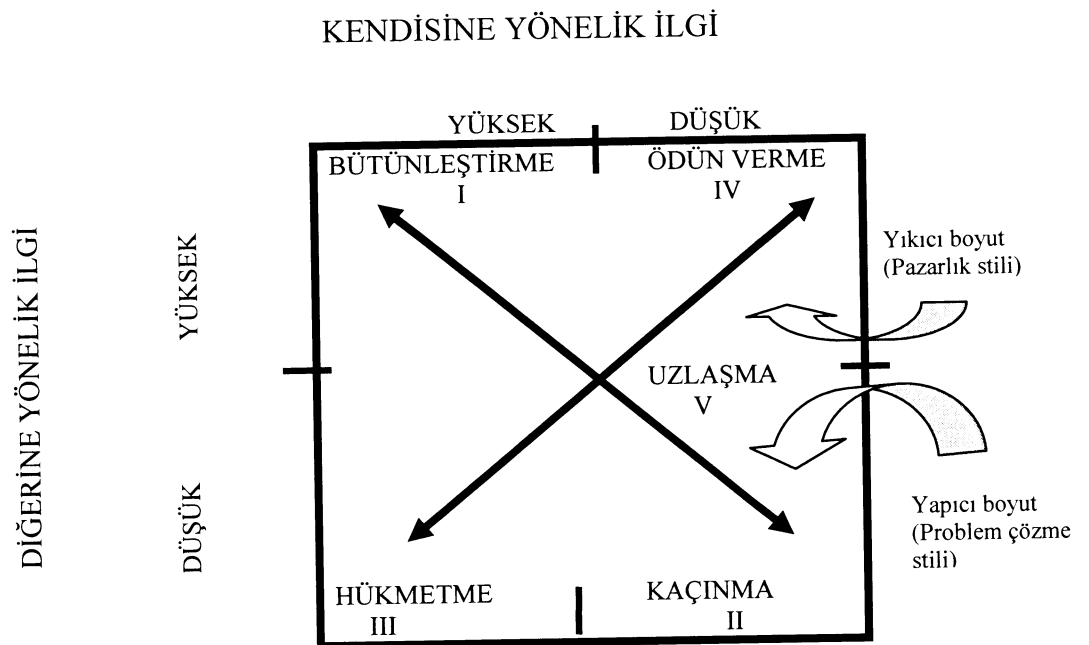 KENDİSİNE YÖNELİK İLGİ
YÜKSEK
DÜŞÜK
BÜTÜNLEŞTİRME
I
ÖDÜN VERME
IV
DİĞERİNE YÖNELİK İLGİ
YÜKSEK
DÜŞÜK
Yıkıcı boyut
(Pazarlık stili)
UZLAŞMA
V
Yapıcı boyut
(Problem çözme
stili)
HÜKMETME
III
KAÇINMA
II